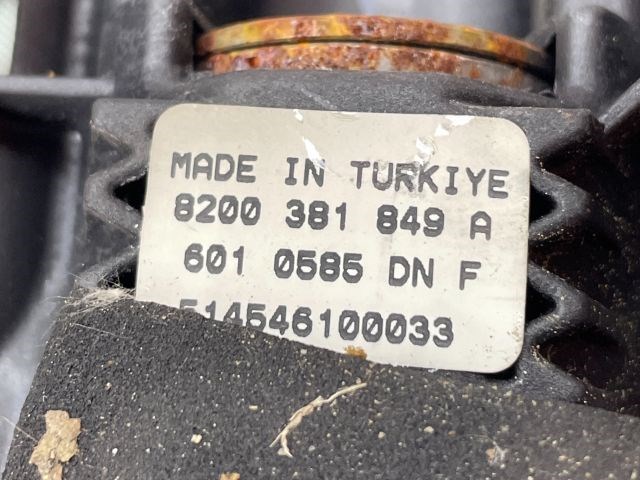 MADE IN TURKIYE
8200 381 849 A
601 0585 DN F
514546100033